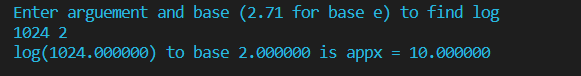 Enter arguement and base (2.71 for base e) to find log
1024 2
log(1024.000000) to base 2.000000 is appx = 10.000000